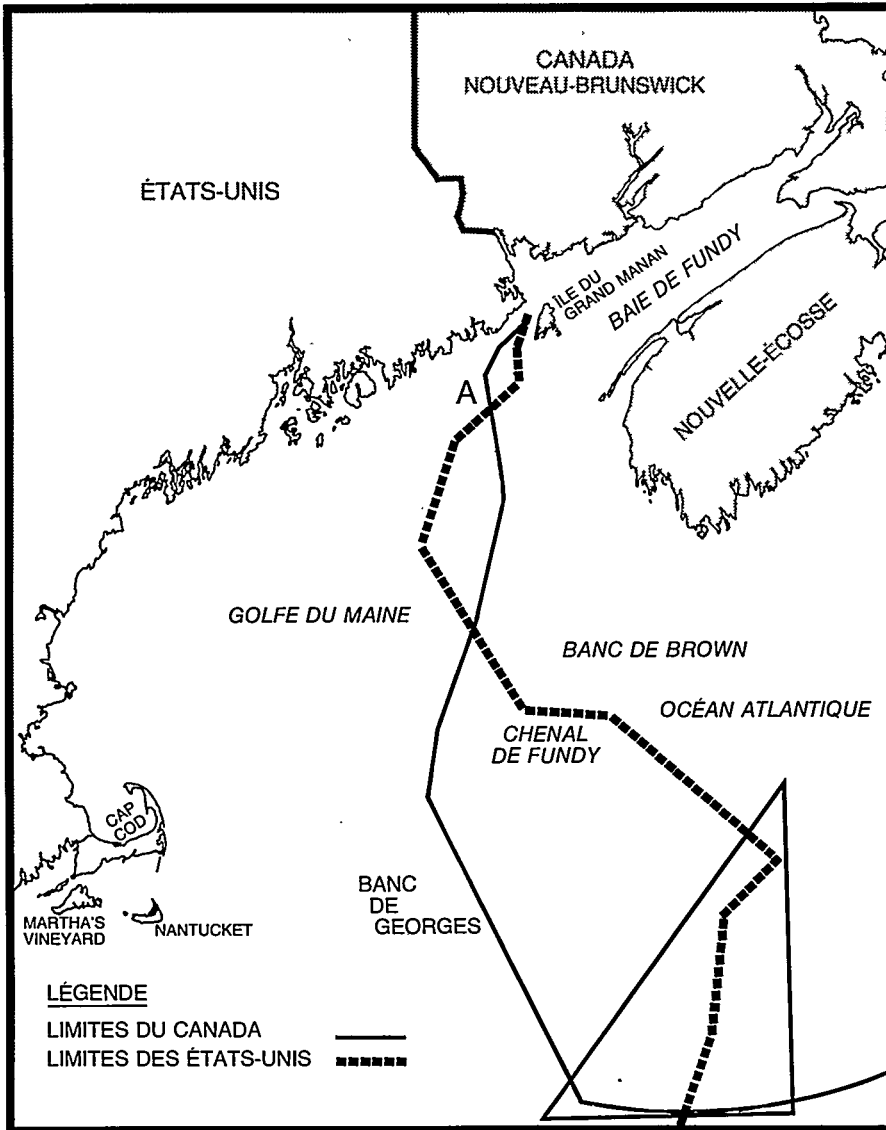 CANADA
NOUVEAU-BRUNSWICK
ÉTATS-UNIS
ÎLE DU
GRAND MANAN
BAIE DE FUNDY
NOUVELLE-ÉCOSSE
A
GOLFE DU MAINE
BANC DE BROWN
OCÉAN ATLANTIQUE
CHENAL
DE FUNDY
CAP
COD
BANC
DE
GEORGES
MARTHA'S
VINEYARD
NANTUCKET
LÉGENDE
LIMITES DU CANADA
LIMITES DES ÉTATS-UNIS